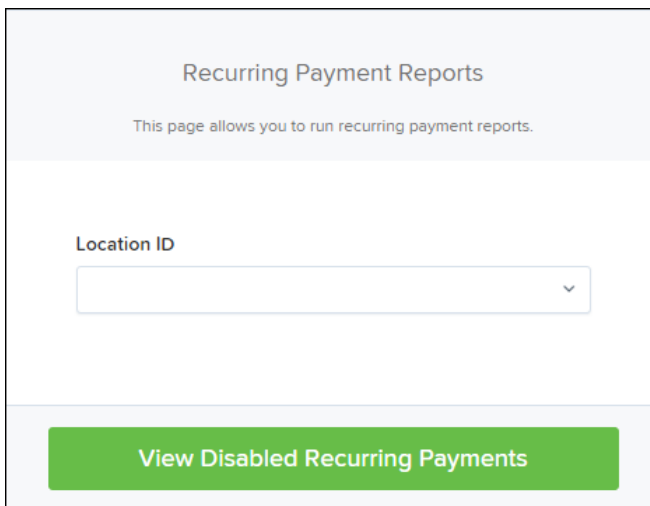 Recurring Payment Reports
This page allows you to run recurring payment reports.
Location ID
View Disabled Recurring Payments